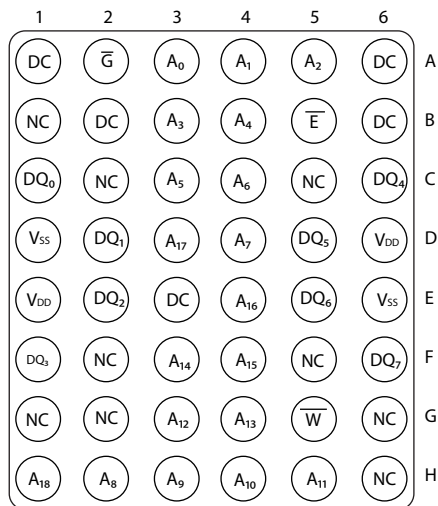 1 2 3 4 5 6
DC G̅ A₀ A₁ A₂ DC A
NC DC A₃ A₄ E̅ DC B
DQ₀ NC A₅ A₆ NC DQ₄ C
VSS DQ₁ A₁₇ A₇ DQ₅ VDD D
VDD DQ₂ DC A₁₆ DQ₆ VSS E
DQ₃ NC A₁₄ A₁₅ NC DQ₇ F
NC NC A₁₂ A₁₃ W̅ NC G
A₁₈ A₈ A₉ A₁₀ A₁₁ NC H